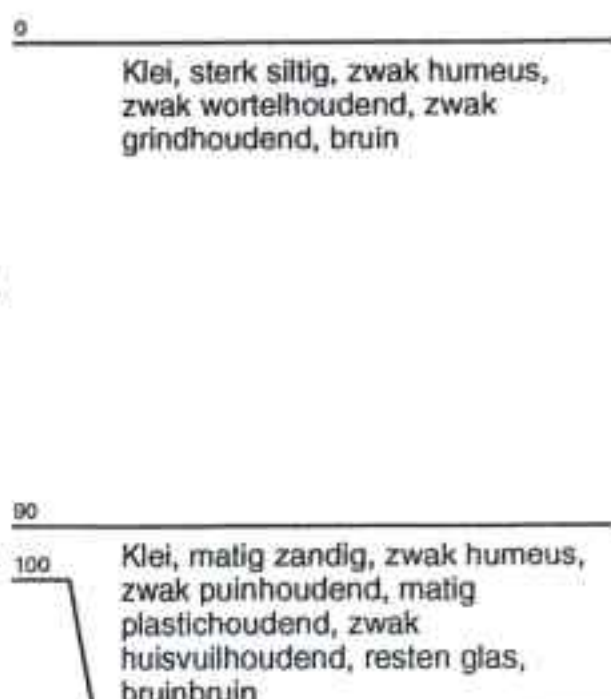 0
Klei, sterk siltig, zwak humeus,
zwak wortelhoudend, zwak
grindhoudend, bruin
90
Klei, matig zandig, zwak humeus,
100
zwak puinhoudend, matig
plastichoudend, zwak
huisvuilhoudend, resten glas,
bruinbruin